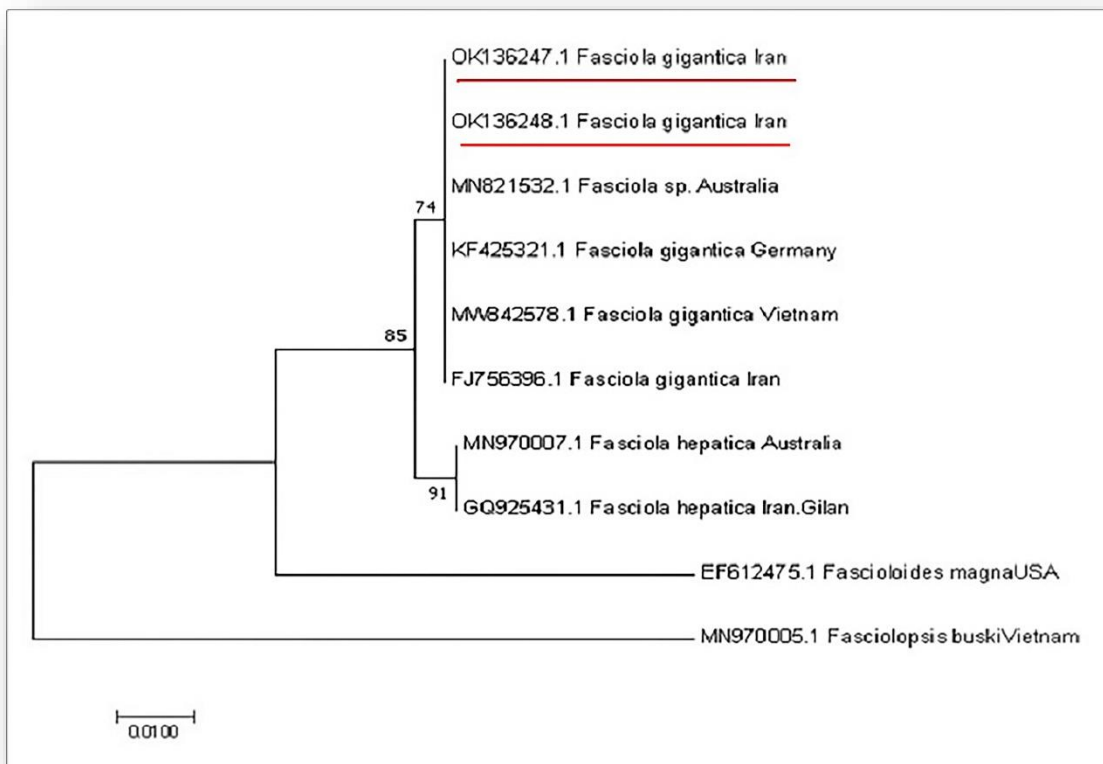 OK136247.1 Fasciola gigantica Iran
OK136248.1 Fasciola gigantica Iran
MN821532.1 Fasciola sp. Australia
74
KF425321.1 Fasciola gigantica Germany
MW842578.1 Fasciola gigantica Vietnam
85
FJ756396.1 Fasciola gigantica Iran
MN970007.1 Fasciola hepatica Australia
91
GQ925431.1 Fasciola hepatica Iran.Gilan
EF612475.1 Fascioloides magnaUSA
MN970005.1 Fasciolopsis buskiVietnam
0.0100